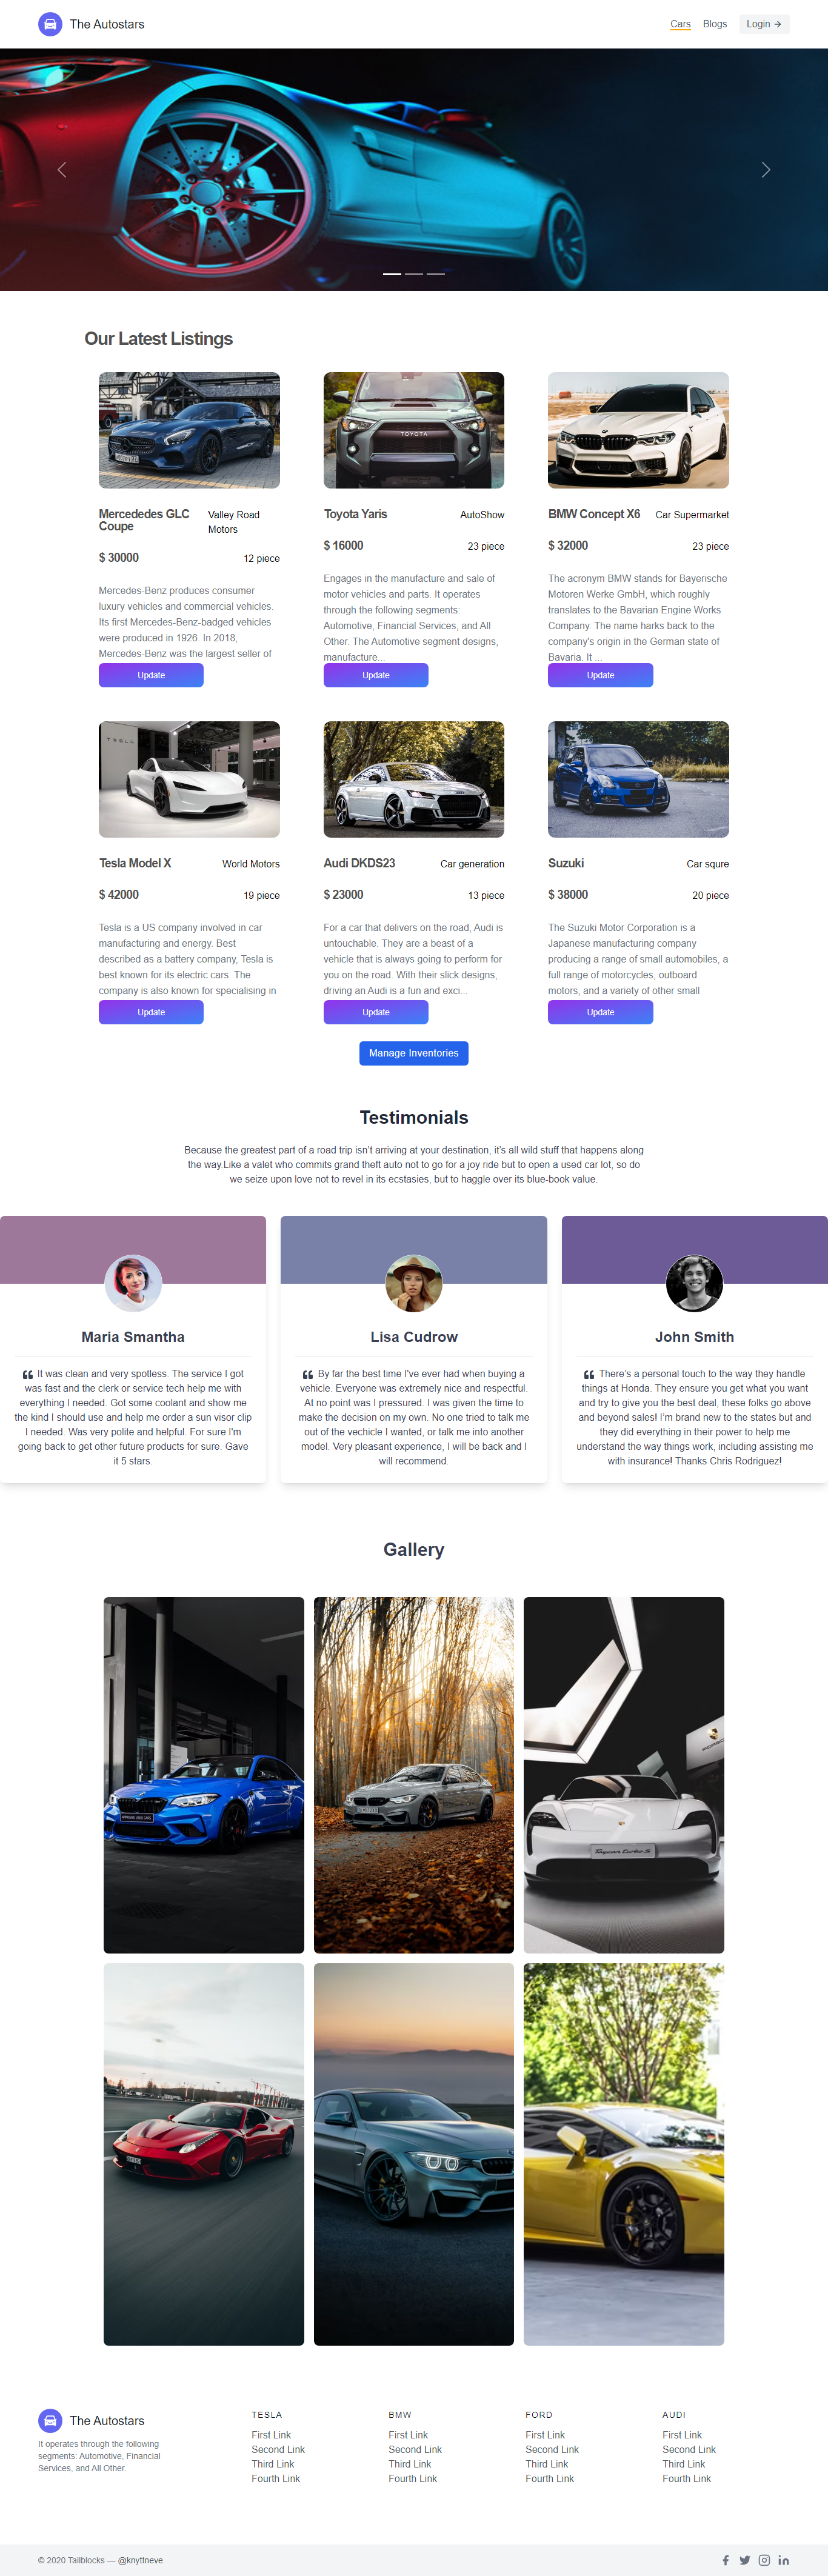 The Autostars
Cars Blogs Login
Our Latest Listings
TOYOTA
Mercededes GLC Coupe
Valley Road Motors
$ 30000
12 piece
Mercedes-Benz produces consumer
luxury vehicles and commercial vehicles.
Its first Mercedes-Benz-badged vehicles
were produced in 1926. In 2018,
Mercedes-Benz was the largest seller of
Update
Toyota Yaris
AutoShow
$ 16000
23 piece
Engages in the manufacture and sale of
motor vehicles and parts. It operates
through the following segments:
Automotive, Financial Services, and All
Other. The Automotive segment designs,
manufacture...
Update
BMW Concept X6
Car Supermarket
$ 32000
23 piece
The acronym BMW stands for Bayerische
Motoren Werke GmbH, which roughly
translates to the Bavarian Engine Works
Company. The name harks back to the
company's origin in the German state of
Bavaria. It ...
Update
TESLA
Tesla Model X
World Motors
$ 42000
19 piece
Tesla is a US company involved in car
manufacturing and energy. Best
described as a battery company, Tesla is
best known for its electric cars. The
company is also known for specialising in
Update
Audi DKDS23
Car generation
$ 23000
13 piece
For a car that delivers on the road, Audi is
untouchable. They are a beast of a
vehicle that is always going to perform for
you on the road. With their slick designs,
driving an Audi is a fun and exci...
Update
Suzuki
Car squre
$ 38000
20 piece
The Suzuki Motor Corporation is a
Japanese manufacturing company
producing a range of small automobiles, a
full range of motorcycles, outboard
motors, and a variety of other small
Update
Manage Inventories
Testimonials
Because the greatest part of a road trip isn't arriving at your destination, it's all wild stuff that happens along
the way.Like a valet who commits grand theft auto not to go for a joy ride but to open a used car lot, so do
we seize upon love not to revel in its ecstasies, but to haggle over its blue-book value.
Maria Smantha
It was clean and very spotless. The service I got
was fast and the clerk or service tech help me with
everything I needed. Got some coolant and show me
the kind I should use and help me order a sun visor clip
I needed. Was very polite and helpful. For sure I'm
going back to get other future products for sure. Gave
it 5 stars.
Lisa Cudrow
By far the best time I've ever had when buying a
vehicle. Everyone was extremely nice and respectful.
At no point was I pressured. I was given the time to
make the decision on my own. No one tried to talk me
out of the vechicle I wanted, or talk me into another
model. Very pleasant experience, I will be back and I
will recommend.
John Smith
There's a personal touch to the way they handle
things at Honda. They ensure you get what you want
and try to give you the best deal, these folks go above
and beyond sales! I'm brand new to the states but and
they did everything in their power to help me
understand the way things work, including assisting me
with insurance! Thanks Chris Rodriguez!
Gallery
Taycan Turbo S
The Autostars
It operates through the following
segments: Automotive, Financial
Services, and All Other.
TESLA
First Link
Second Link
Third Link
Fourth Link
BMW
First Link
Second Link
Third Link
Fourth Link
FORD
First Link
Second Link
Third Link
Fourth Link
AUDI
First Link
Second Link
Third Link
Fourth Link
© 2020 Tailblocks — @knyttneve